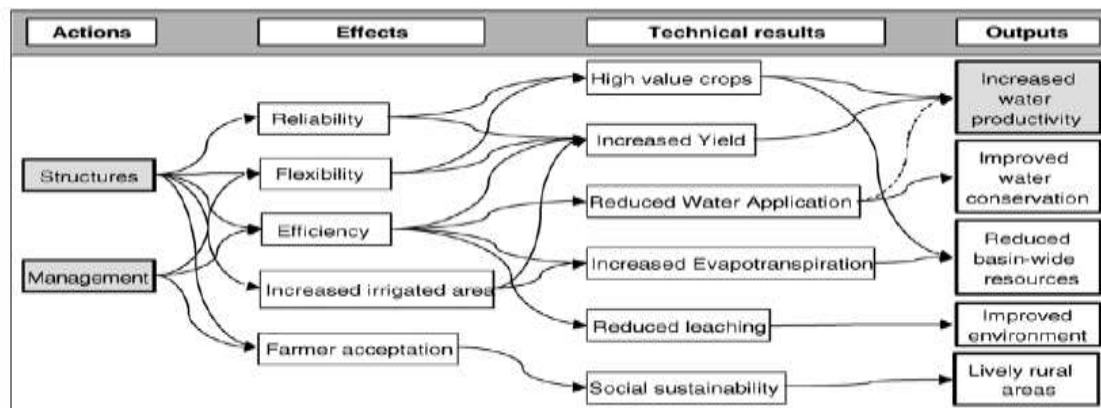 Actions
Effects
Technical results
Outputs
Structures
Management
Reliability
Flexibility
Efficiency
Increased irrigated area
Farmer acceptation
High value crops
Increased Yield
Reduced Water Application
Increased Evapotranspiration
Reduced leaching
Social sustainability
Increased
water
productivity
Improved
water
conservation
Reduced
basin-wide
resources
Improved
environment
Lively rural
areas